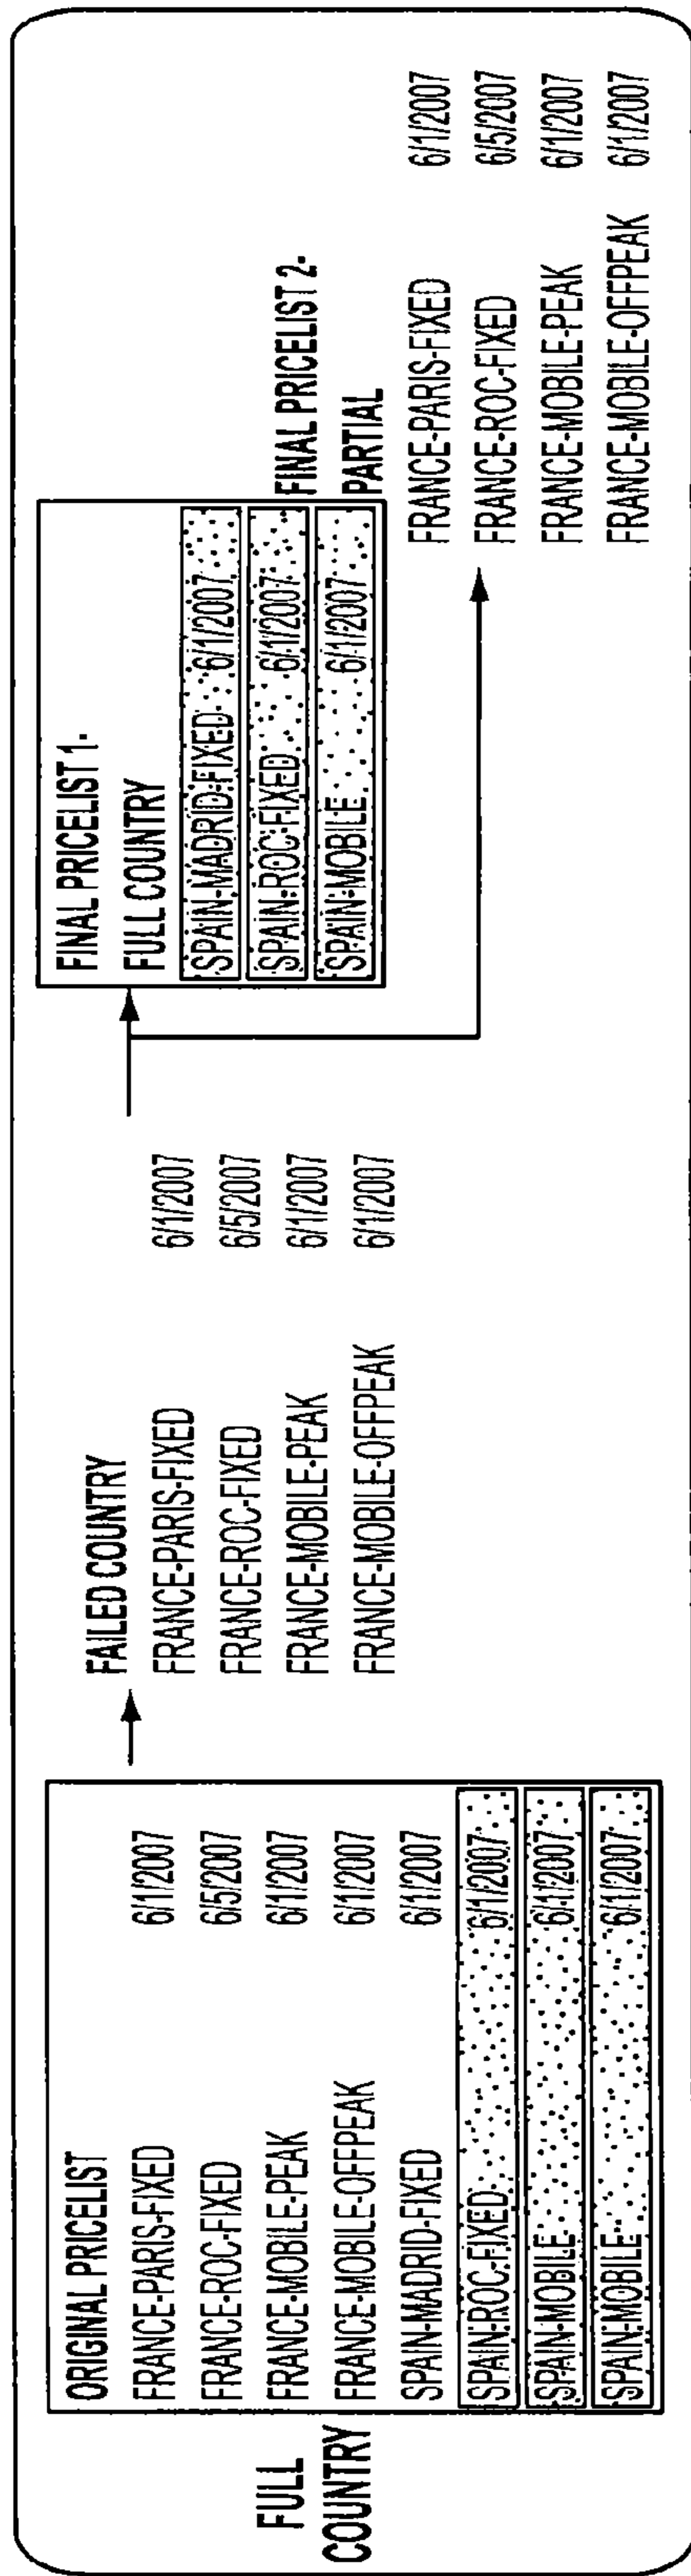 FULL
COUNTRY
ORIGINAL PRICELIST
FRANCE-PARIS-FIXED 6/1/2007
FRANCE-ROC-FIXED 6/5/2007
FRANCE-MOBILE-PEAK 6/1/2007
FRANCE-MOBILE-OFFPEAK 6/1/2007
SPAIN-MADRID-FIXED 6/1/2007
SPAIN-ROC-FIXED 6/1/2007
SPAIN-MOBILE 6/1/2007
SPAIN-MOBILE 6/1/2007
FAILED COUNTRY
FRANCE-PARIS-FIXED 6/1/2007
FRANCE-ROC-FIXED 6/5/2007
FRANCE-MOBILE-PEAK 6/1/2007
FRANCE-MOBILE-OFFPEAK 6/1/2007
FINAL PRICELIST 1-
FULL COUNTRY
SPAIN-MADRID-FIXED 6/1/2007
SPAIN-ROC-FIXED 6/1/2007
SPAIN-MOBILE 6/1/2007
FINAL PRICELIST 2-
PARTIAL
FRANCE-PARIS-FIXED 6/1/2007
FRANCE-ROC-FIXED 6/5/2007
FRANCE-MOBILE-PEAK 6/1/2007
FRANCE-MOBILE-OFFPEAK 6/1/2007